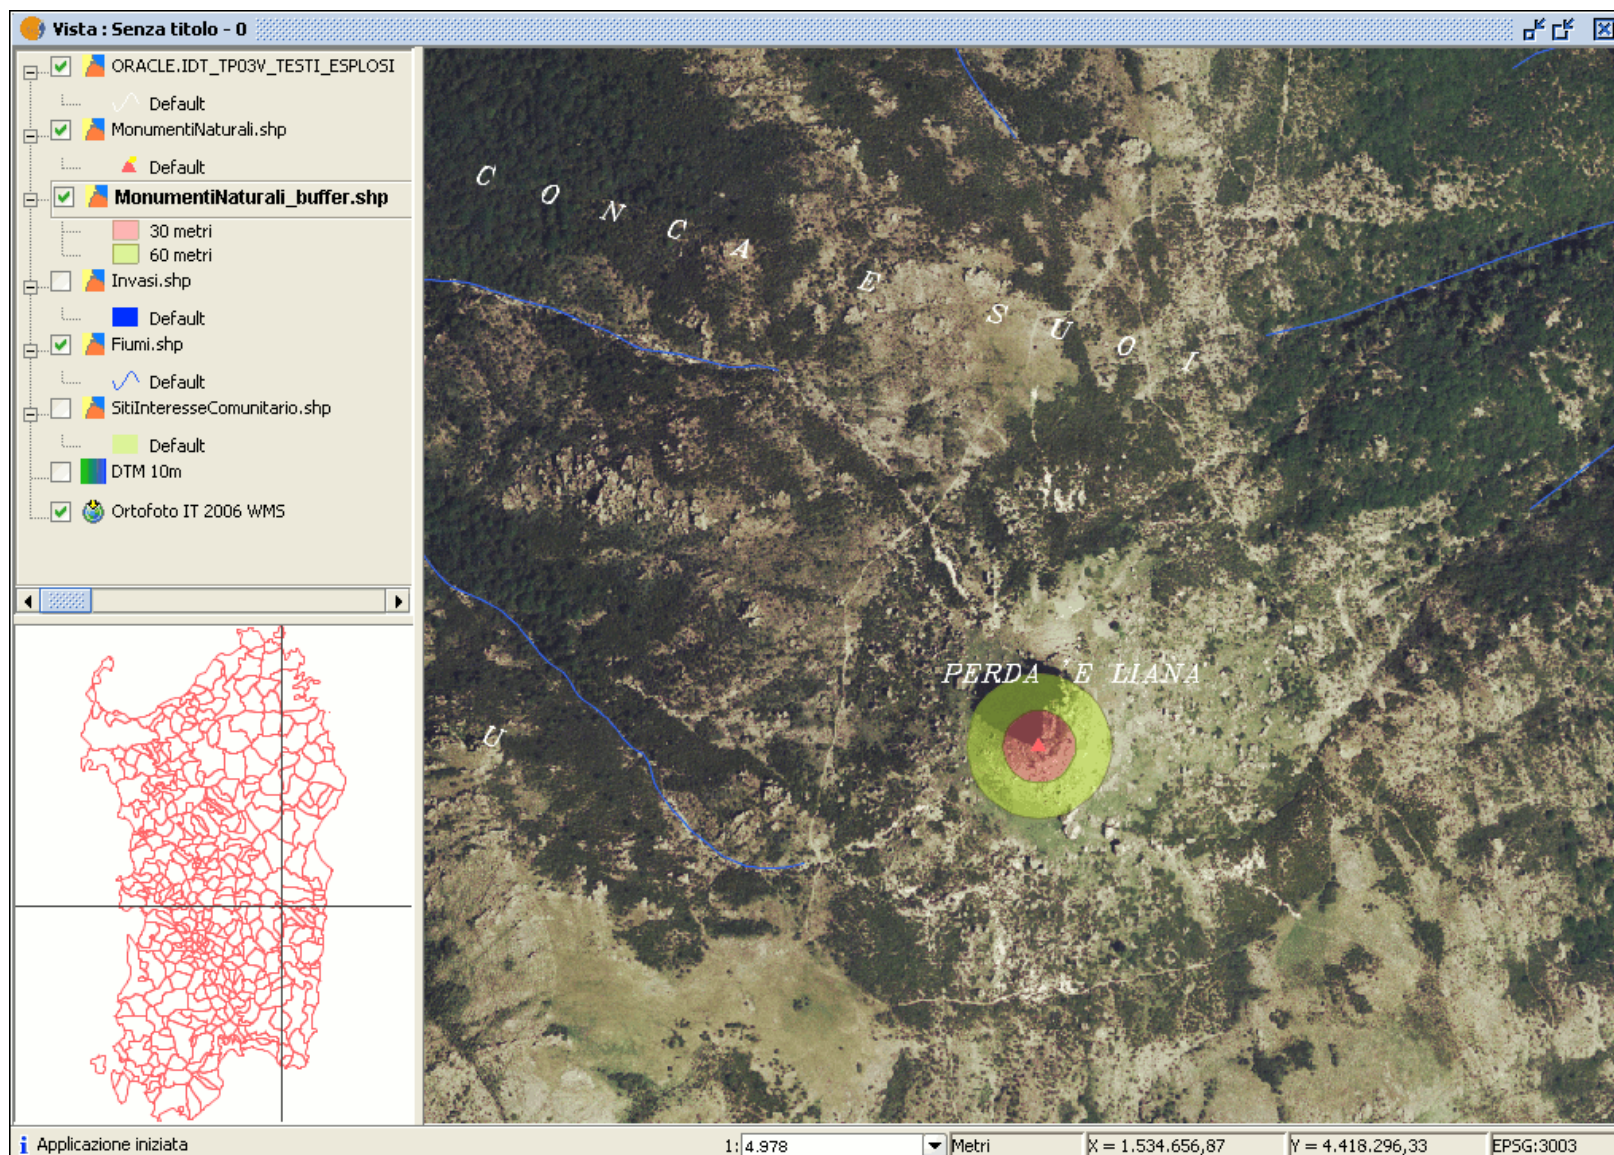 Vista : Senza titolo - 0
ORACLE.IDT_TP03V_TESTI_ESPLOSI
Default
MonumentiNaturali.shp
Default
MonumentiNaturali_buffer.shp
30 metri
60 metri
Invasi.shp
Default
Fiumi.shp
Default
SitiInteresseComunitario.shp
Default
DTM 10m
Ortofoto IT 2006 WMS
CONCA E SUOI
PERDA 'E LIANA
U
Applicazione iniziata
1: 4.978
Metri
X = 1.534.656,87
Y = 4.418.296,33
EPSG:3003